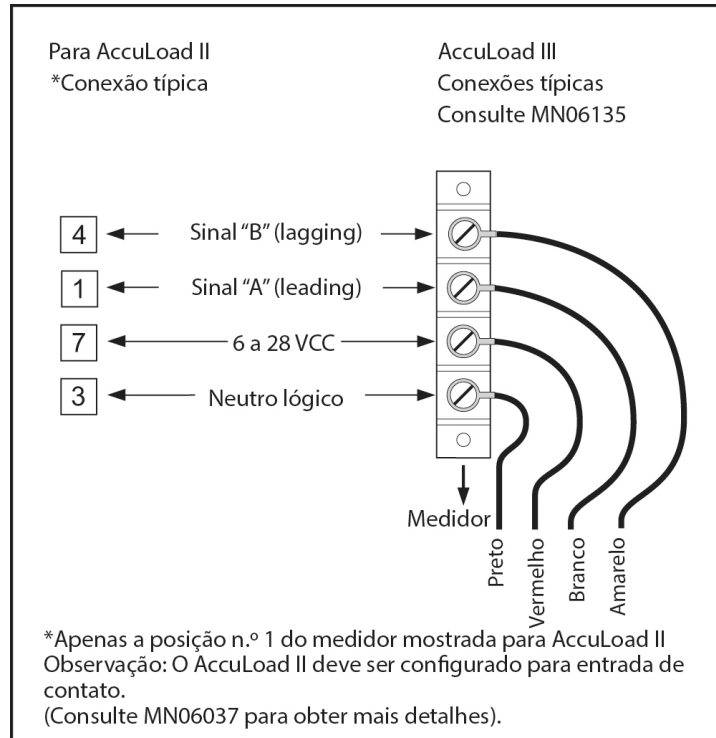 Para AccuLoad II
*Conexão típica
AccuLoad III
Conexões típicas
Consulte MN06135
4
Sinal “B” (lagging)
1
Sinal “A” (leading)
7
6 a 28 VCC
3
Neutro lógico
Medidor
Preto
Vermelho
Branco
Amarelo
*Apenas a posição n.º 1 do medidor mostrada para AccuLoad II
Observação: O AccuLoad II deve ser configurado para entrada de
contato.
(Consulte MN06037 para obter mais detalhes).